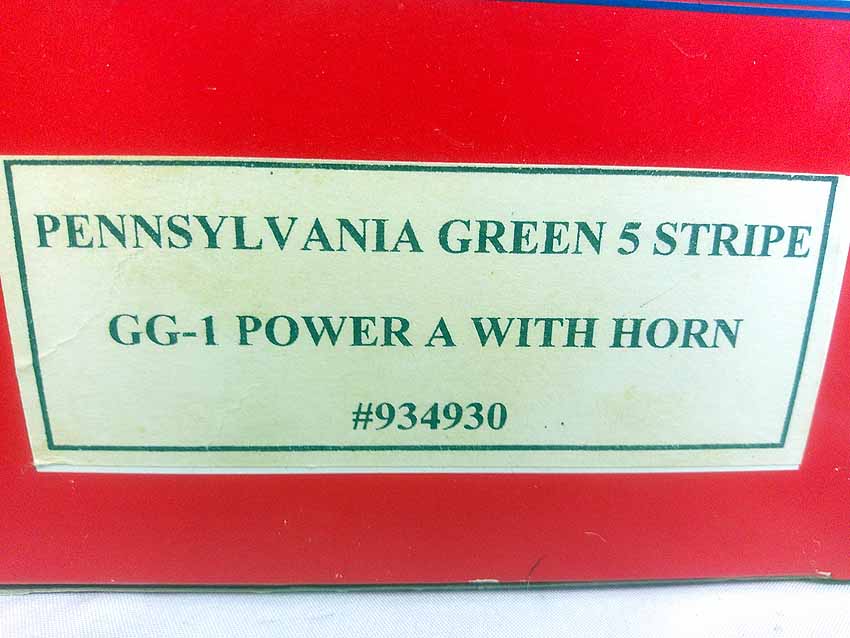 PENNSYLVANIA GREEN 5 STRIPE
GG-1 POWER A WITH HORN
#934930